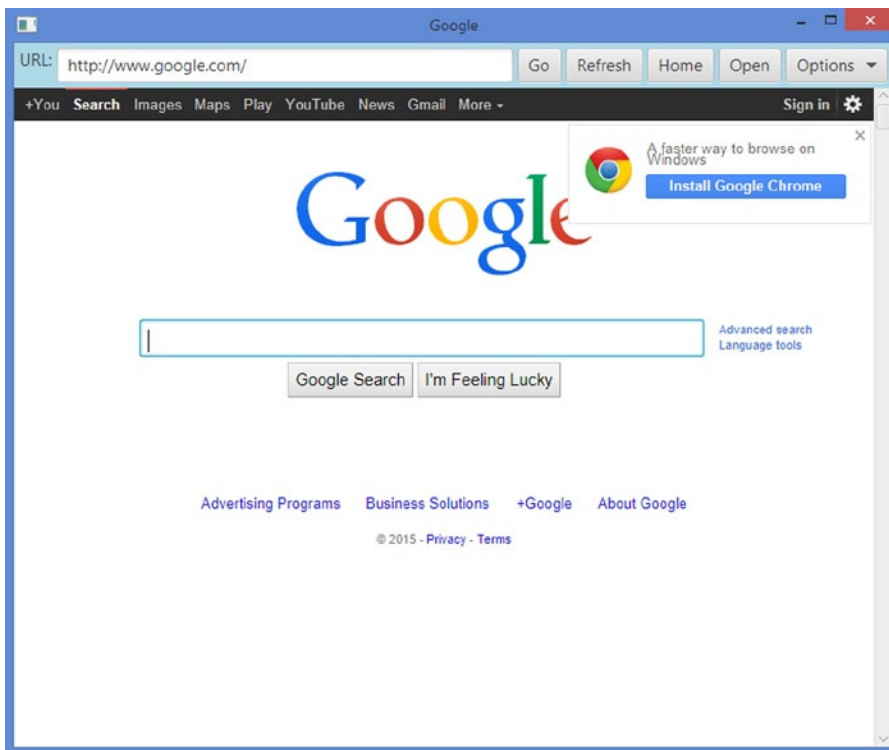 Google
URL: http://www.google.com/ Go Refresh Home Open Options
+You Search Images Maps Play YouTube News Gmail More Sign in
A faster way to browse on
Windows
Install Google Chrome
Google
Advanced search
Language tools
Google Search I'm Feeling Lucky
Advertising Programs Business Solutions +Google About Google
© 2015 - Privacy - Terms